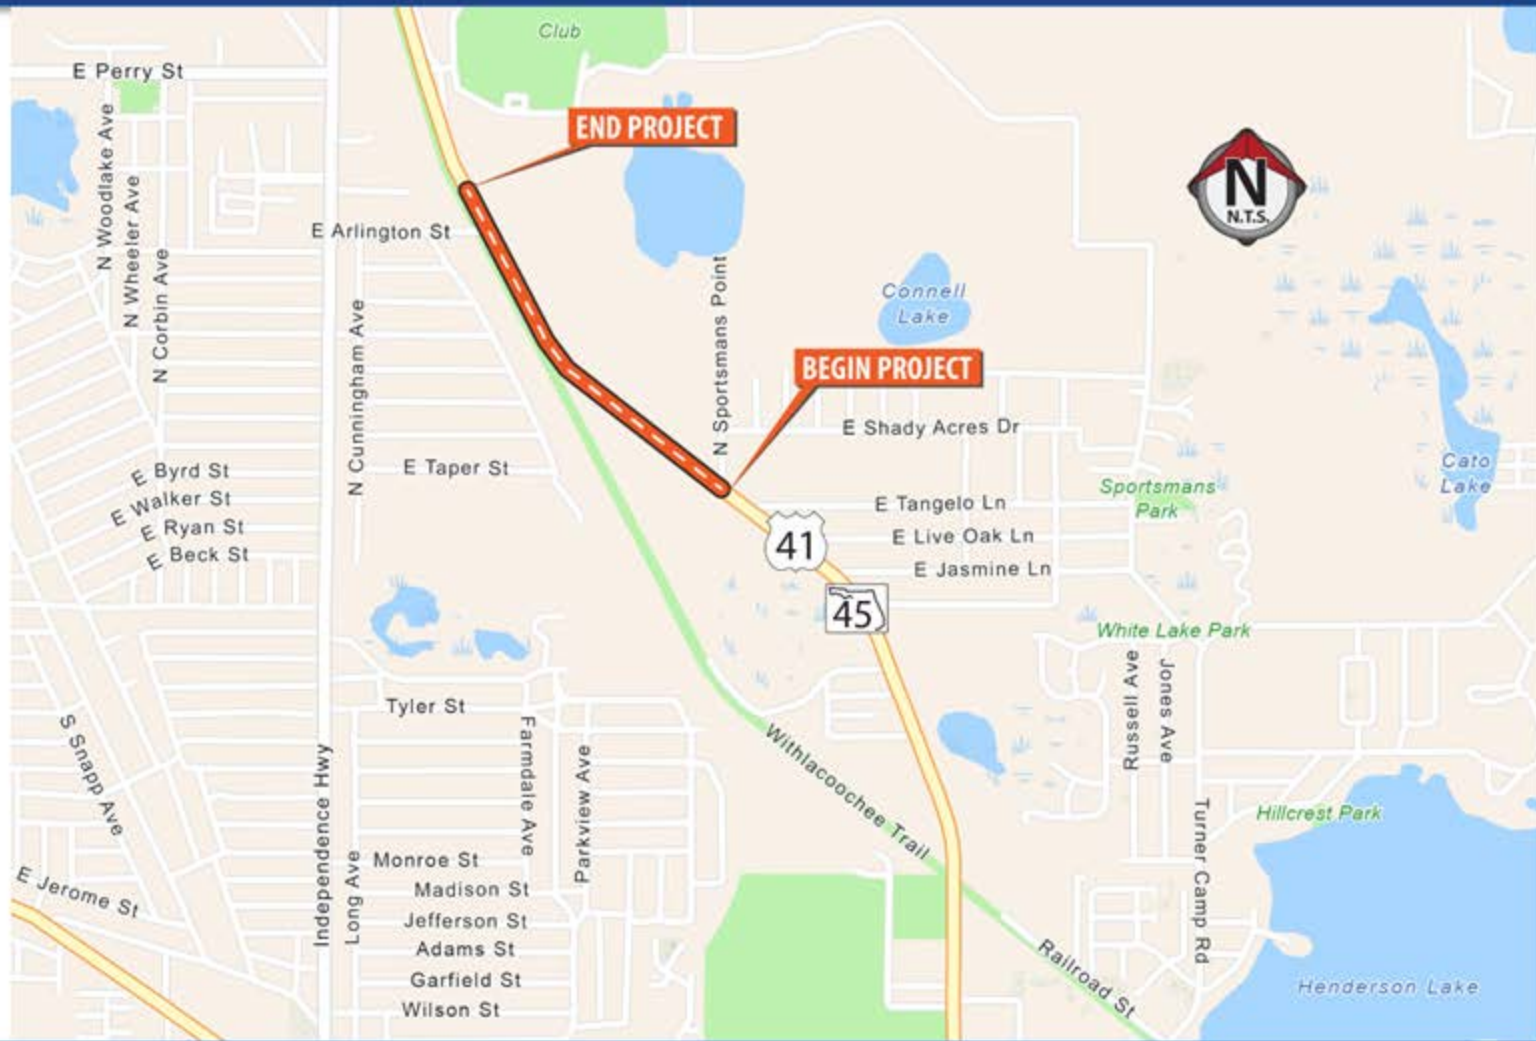 Club
E Perry St
END PROJECT
N Woodlake Ave
N Wheeler Ave
N Corbin Ave
E Arlington St
N Cunningham Ave
N Sportsmans Point
Connell
Lake
N
N.T.S.
BEGIN PROJECT
E Shady Acres Dr
E Taper St
E Byrd St
E Walker St
E Ryan St
E Beck St
E Tangelo Ln
E Live Oak Ln
E Jasmine Ln
Sportsmans
Park
Cato
Lake
41
45
White Lake Park
Russell Ave
Jones Ave
Tyler St
S Snapp Ave
Independence Hwy
Long Ave
Farmdale Ave
Parkview Ave
Withlacoochee Trail
Turner Camp Rd
Hillcrest Park
E Jerome St
Monroe St
Madison St
Jefferson St
Adams St
Garfield St
Wilson St
Railroad St
Henderson Lake